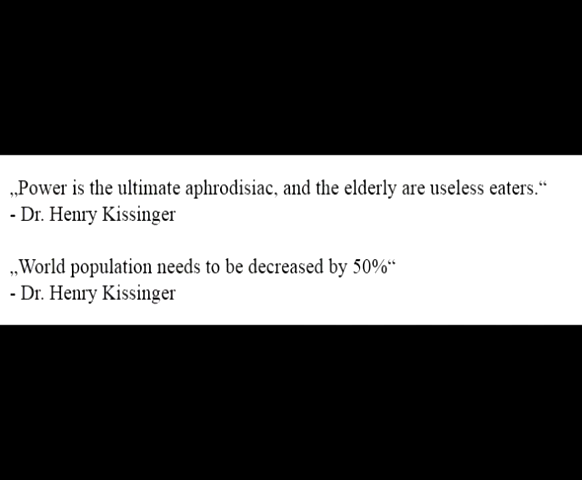 „Power is the ultimate aphrodisiac, and the elderly are useless eaters.“
- Dr. Henry Kissinger
„World population needs to be decreased by 50%“
- Dr. Henry Kissinger